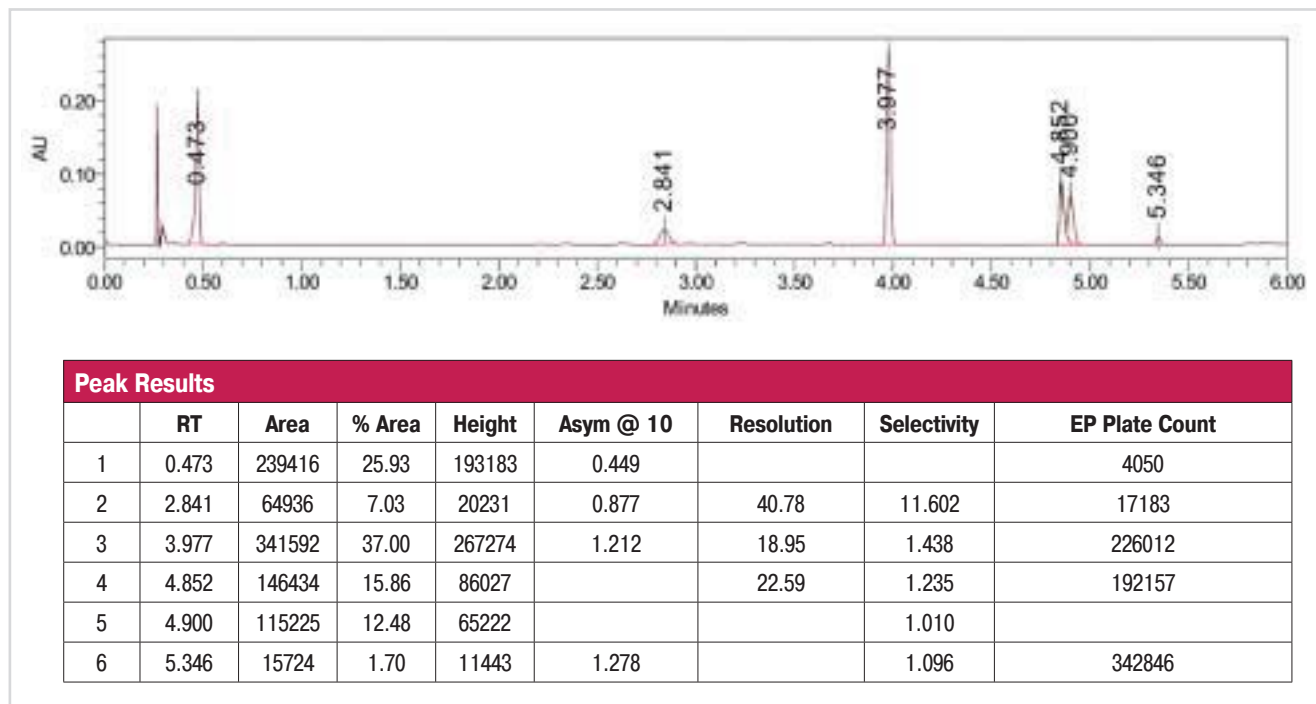 0.20
0.10
0.00
AU
0.473
2.841
3.977
4.852
4.900
5.346
0.00 0.50 1.00 1.50 2.00 2.50 3.00 3.50 4.00 4.50 5.00 5.50 6.00
Minutes
Peak Results
RT Area % Area Height Asym @ 10 Resolution Selectivity EP Plate Count
1 0.473 239416 25.93 193183 0.449 4050
2 2.841 64936 7.03 20231 0.877 40.78 11.602 17183
3 3.977 341592 37.00 267274 1.212 18.95 1.438 226012
4 4.852 146434 15.86 86027 22.59 1.235 192157
5 4.900 115225 12.48 65222 1.010
6 5.346 15724 1.70 11443 1.278 1.096 342846